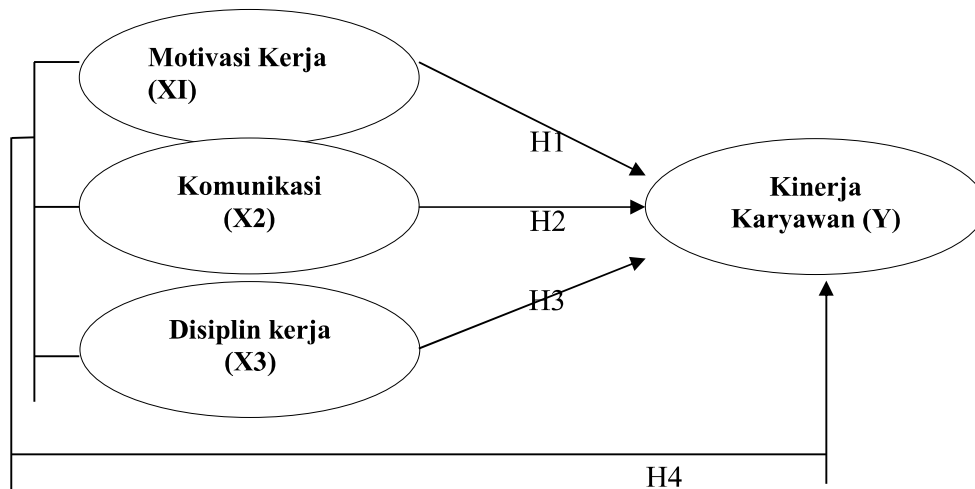 Motivasi Kerja
(XI)
H1
Komunikasi
(X2)
H2
Kinerja
Karyawan (Y)
H3
Disiplin kerja
(X3)
H4